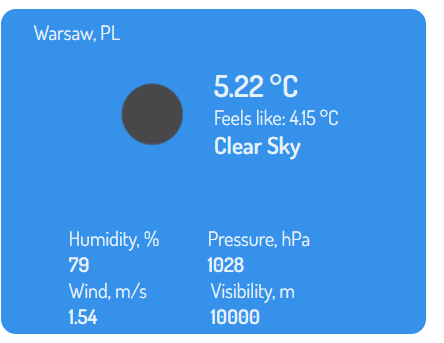 Warsaw, PL
5.22 °C
Feels like: 4.15 °C
Clear Sky
Humidity, % Pressure, hPa
79 1028
Wind, m/s Visibility, m
1.54 10000